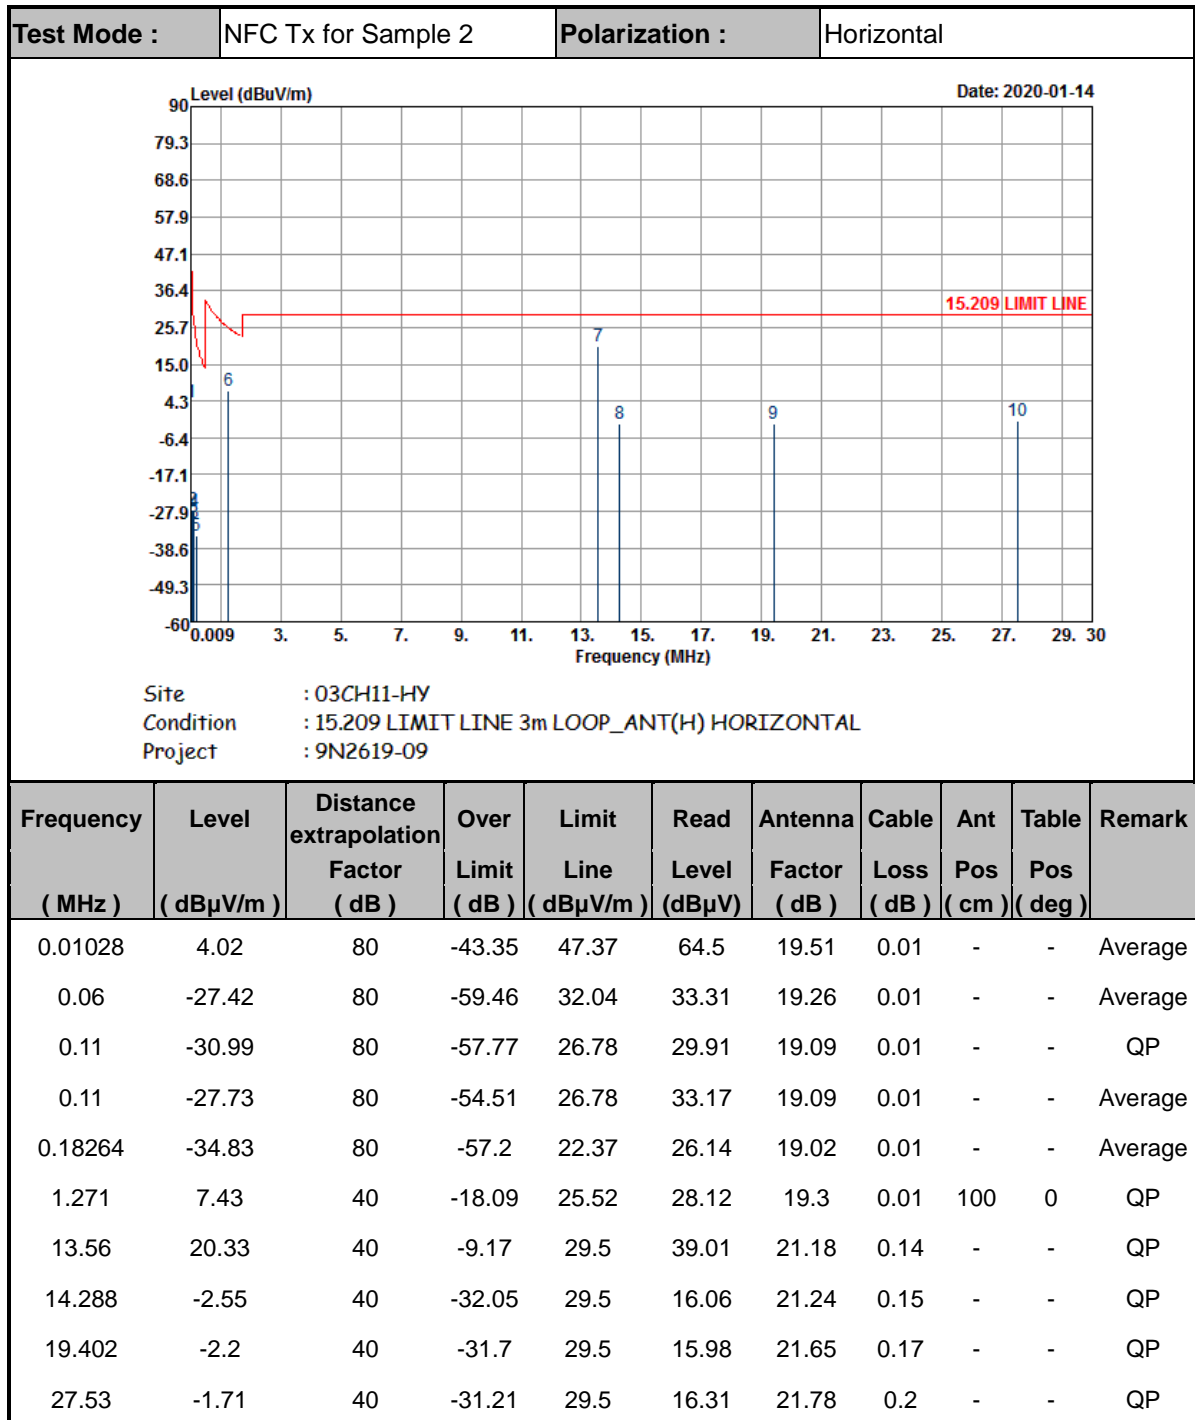 Test Mode : NFC Tx for Sample 2 Polarization : Horizontal
Level (dBuV/m) Date: 2020-01-14
90
79.3
68.6
57.9
47.1
36.4
25.7
15.0
4.3
-6.4
-17.1
-27.9
-38.6
-49.3
-60
15.209 LIMIT LINE
6
7
8
9
10
0.009 3. 5. 7. 9. 11. 13. 15. 17. 19. 21. 23. 25. 27. 29. 30
Frequency (MHz)
Site : 03CH11-HY
Condition : 15.209 LIMIT LINE 3m LOOP_ANT(H) HORIZONTAL
Project : 9N2619-09
Frequency Level Distance extrapolation Over Limit Read Antenna Cable Ant Table Remark
Factor Limit Line Level Factor Loss Pos Pos
( MHz ) ( dBµV/m ) ( dB ) ( dB ) ( dBµV/m ) (dBµV) ( dB ) ( dB ) ( cm ) ( deg )
0.01028 4.02 80 -43.35 47.37 64.5 19.51 0.01 - - Average
0.06 -27.42 80 -59.46 32.04 33.31 19.26 0.01 - - Average
0.11 -30.99 80 -57.77 26.78 29.91 19.09 0.01 - - QP
0.11 -27.73 80 -54.51 26.78 33.17 19.09 0.01 - - Average
0.18264 -34.83 80 -57.2 22.37 26.14 19.02 0.01 - - Average
1.271 7.43 40 -18.09 25.52 28.12 19.3 0.01 100 0 QP
13.56 20.33 40 -9.17 29.5 39.01 21.18 0.14 - - QP
14.288 -2.55 40 -32.05 29.5 16.06 21.24 0.15 - - QP
19.402 -2.2 40 -31.7 29.5 15.98 21.65 0.17 - - QP
27.53 -1.71 40 -31.21 29.5 16.31 21.78 0.2 - - QP